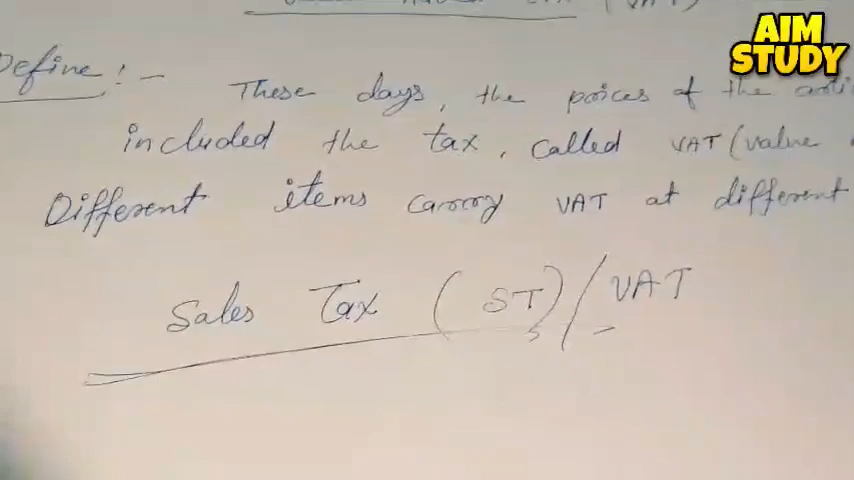 (VAT)
AIM
STUDY
Define :-
These days, the prices of the
included the tax, called VAT (value
Different items carry VAT at different
Sales Tax (ST) / VAT